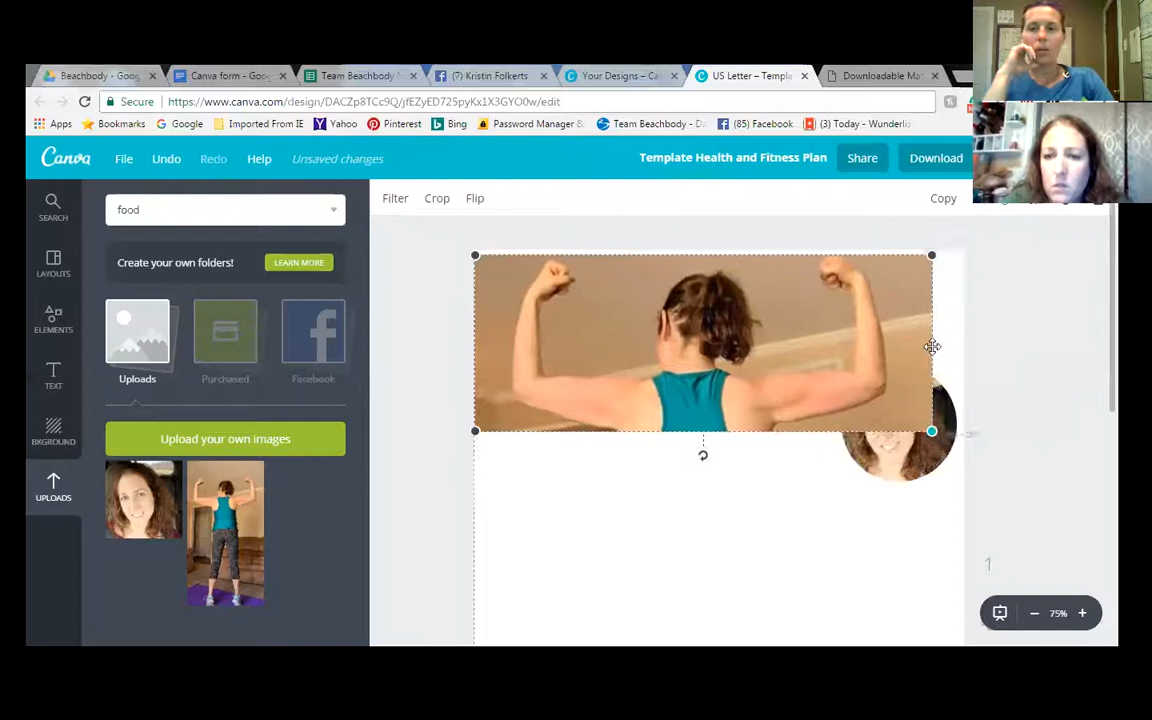 Beachbody - Goog
Canva form - Goog
Team Beachbody
(7) Kristin Folkerts
Your Designs – Ca
US Letter – Templa
Downloadable Ma
Secure
https://www.canva.com/design/DACZp8TCc9Q/jfEZyED725pyKx1X3GYO0w/edit
Apps
Bookmarks
Google
Imported From IE
Yahoo
Pinterest
Bing
Password Manager &
Team Beachbody -
(85) Facebook
(3) Today - Wunderlis
Canva
File
Undo
Redo
Help
Unsaved changes
Template Health and Fitness Plan
Share
Download
SEARCH
food
Filter
Crop
Flip
Copy
LAYOUTS
Create your own folders!
LEARN MORE
ELEMENTS
TEXT
Uploads
Purchased
Facebook
BKGROUND
Upload your own images
UPLOADS
1
75%